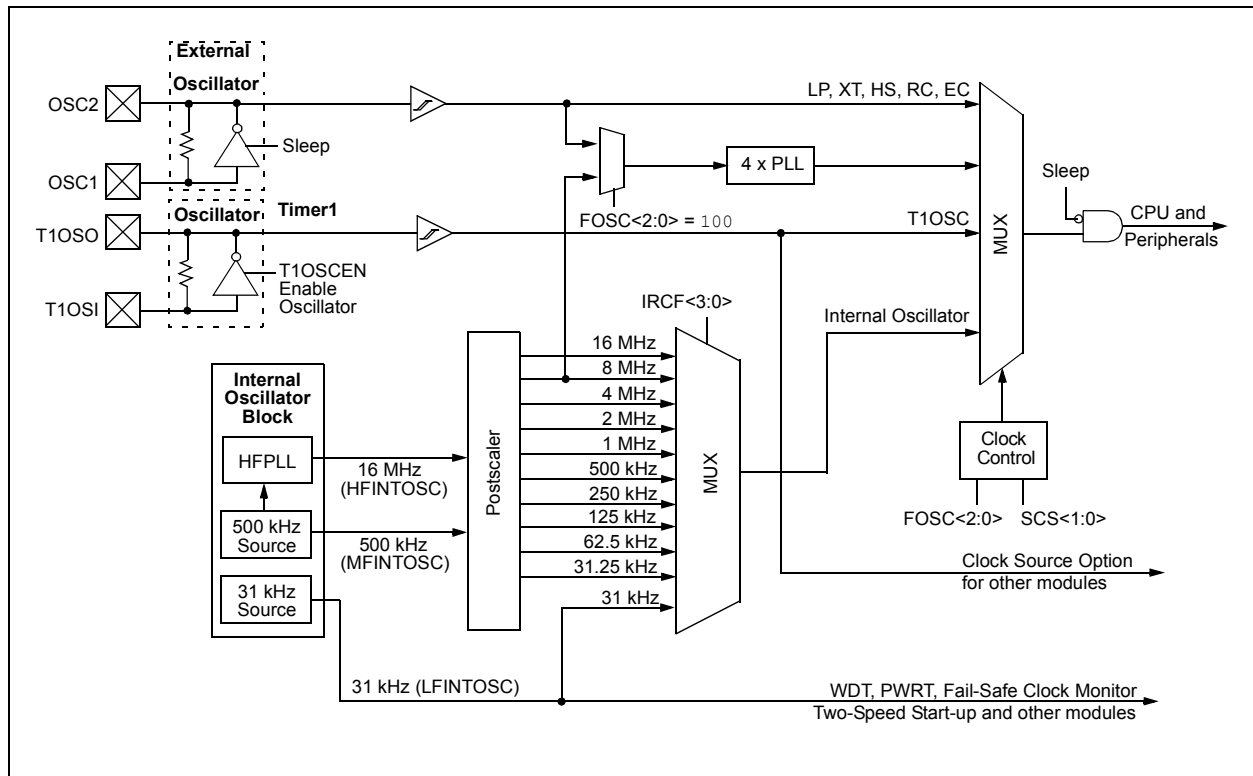 External
Oscillator
OSC2
LP, XT, HS, RC, EC
Sleep
4 x PLL
OSC1
Sleep
Oscillator
Timer1
FOSC<2:0> = 100
T1OSO
T1OSC
MUX
CPU and
Peripherals
T1OSCEN
Enable
Oscillator
T1OSI
IRCF<3:0>
Internal Oscillator
Internal
Oscillator
Block
HFPLL
16 MHz
(HFINTOSC)
500 kHz
Source
500 kHz
(MFINTOSC)
31 kHz
Source
Postscaler
16 MHz
8 MHz
4 MHz
2 MHz
1 MHz
500 kHz
250 kHz
125 kHz
62.5 kHz
31.25 kHz
31 kHz
MUX
Clock
Control
FOSC<2:0>
SCS<1:0>
Clock Source Option
for other modules
31 kHz (LFINTOSC)
WDT, PWRT, Fail-Safe Clock Monitor
Two-Speed Start-up and other modules